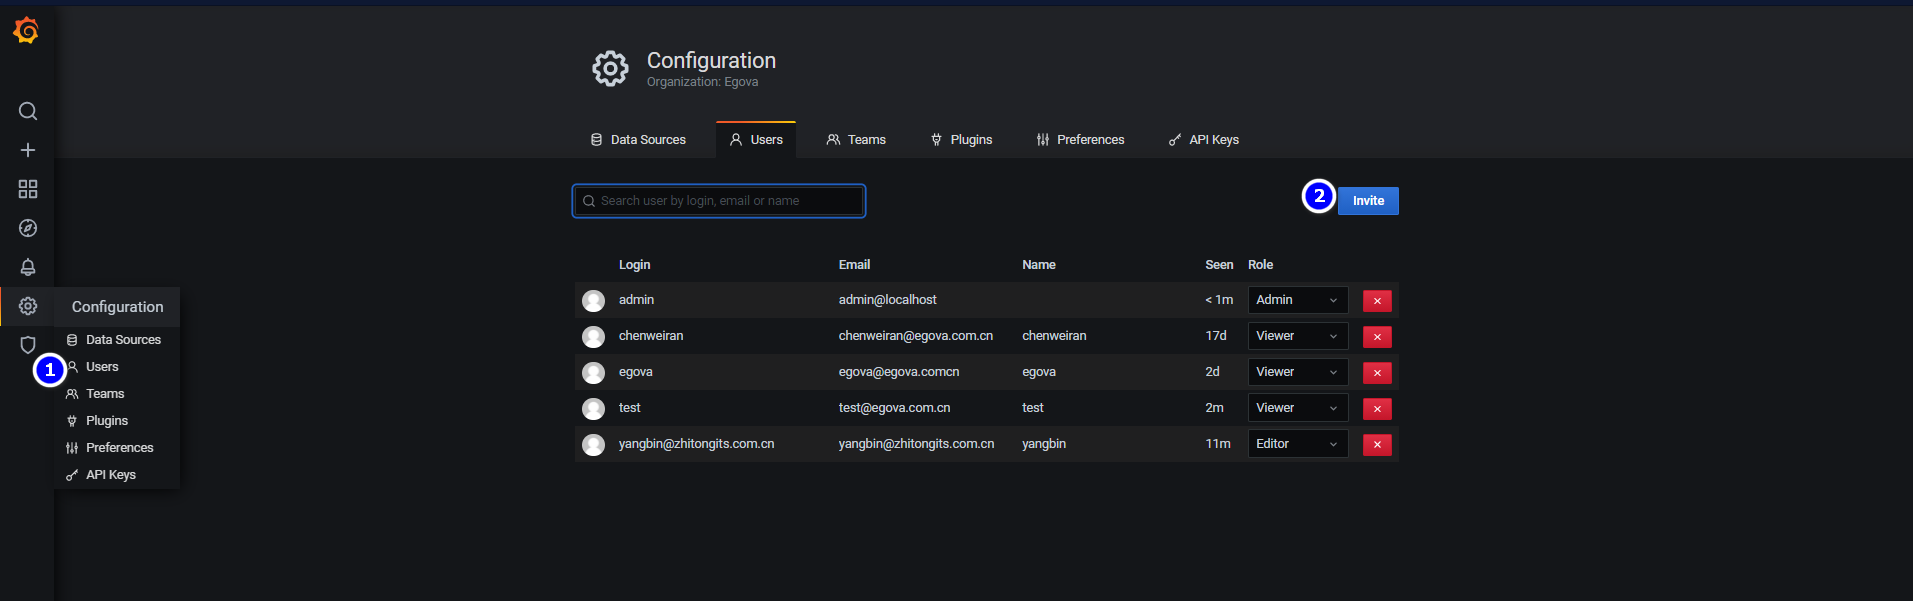 Configuration
Organization: Egova
Data Sources Users Teams Plugins Preferences API Keys
Search user by login, email or name
2 Invite
Login Email Name Seen Role
admin admin@localhost < 1m Admin
chenweiran chenweiran@egova.com.cn chenweiran 17d Viewer
egova egova@egova.comcn egova 2d Viewer
test test@egova.com.cn test 2m Viewer
yangbin@zhitongits.com.cn yangbin@zhitongits.com.cn yangbin 11m Editor
Configuration
Data Sources
1 Users
Teams
Plugins
Preferences
API Keys